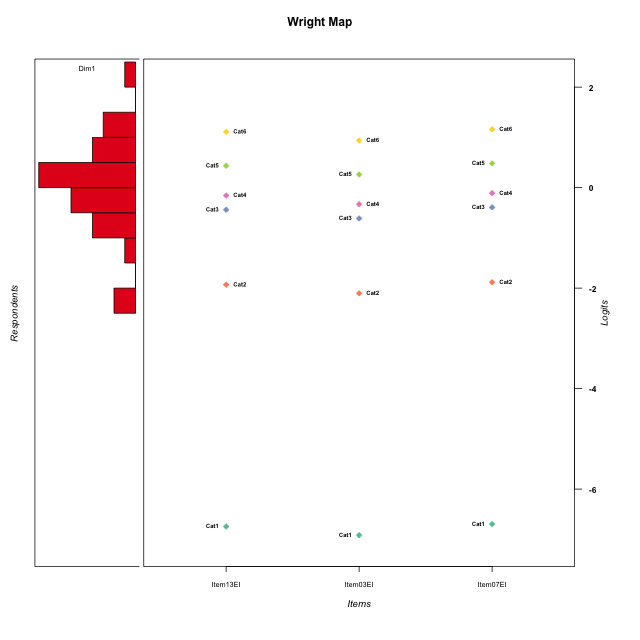 Wright Map
Dim1
2
0
-2
-4
-6
Cat6 Cat6 Cat6
Cat5 Cat5 Cat5
Cat4 Cat4 Cat4
Cat3 Cat3 Cat3
Cat2 Cat2 Cat2
Cat1 Cat1 Cat1
Respondents
Logits
Item13EI Item03EI Item07EI
Items